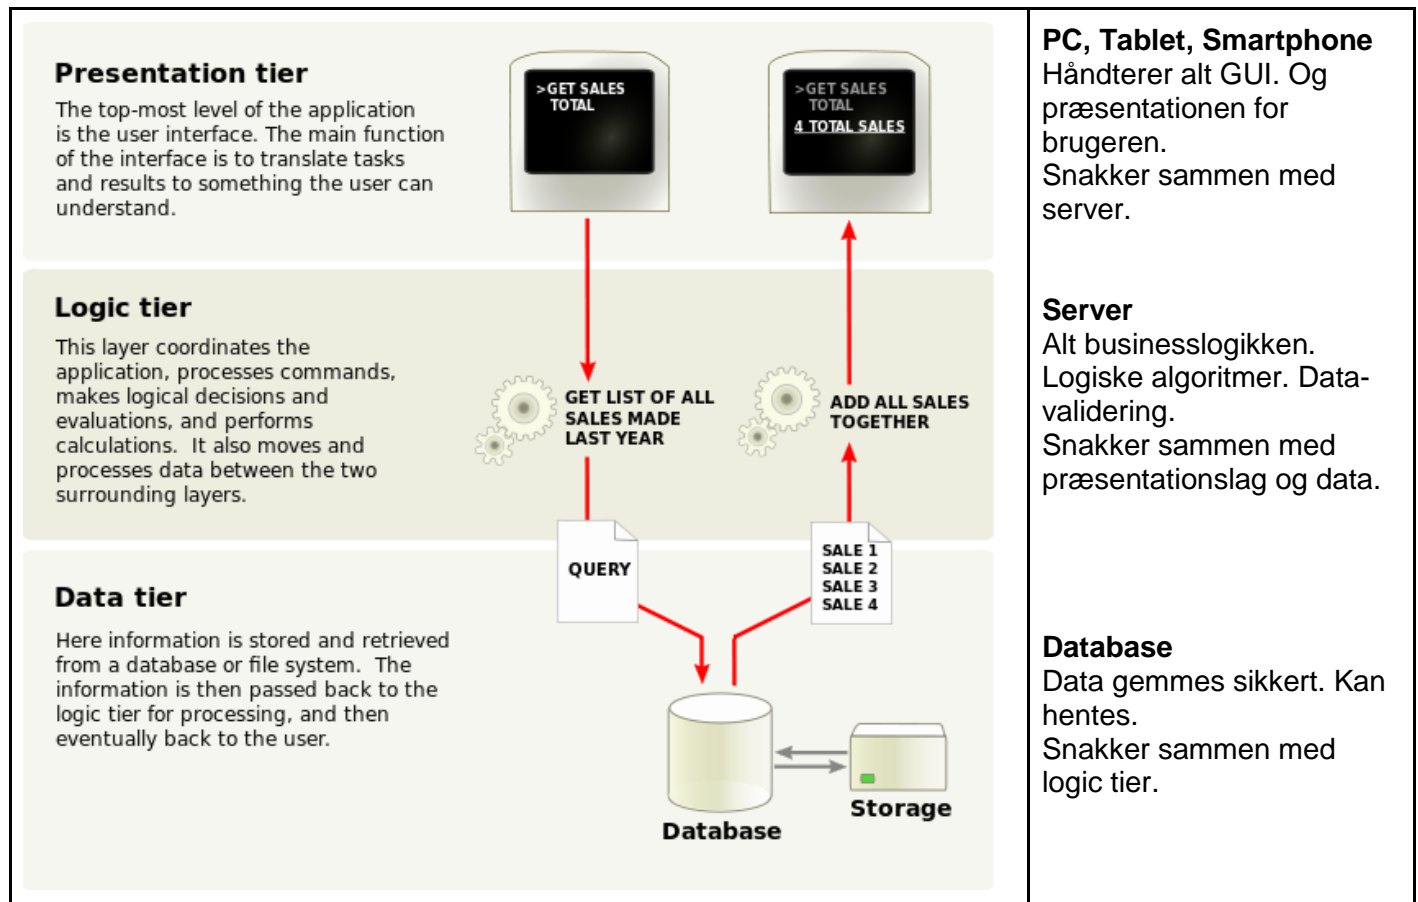 Presentation tier
The top-most level of the application
is the user interface. The main function
of the interface is to translate tasks
and results to something the user can
understand.
>GET SALES
TOTAL
>GET SALES
TOTAL
4 TOTAL SALES
PC, Tablet, Smartphone
Håndterer alt GUI. Og
præsentationen for
brugeren.
Snakker sammen med
server.
Logic tier
This layer coordinates the
application, processes commands,
makes logical decisions and
evaluations, and performs
calculations. It also moves and
processes data between the two
surrounding layers.
GET LIST OF ALL
SALES MADE
LAST YEAR
ADD ALL SALES
TOGETHER
Server
Alt businesslogikken.
Logiske algoritmer. Data-
validering.
Snakker sammen med
præsentationslag og data.
QUERY
SALE 1
SALE 2
SALE 3
SALE 4
Data tier
Here information is stored and retrieved
from a database or file system. The
information is then passed back to the
logic tier for processing, and then
eventually back to the user.
Database
Storage
Database
Data gemmes sikkert. Kan
hentes.
Snakker sammen med
logic tier.